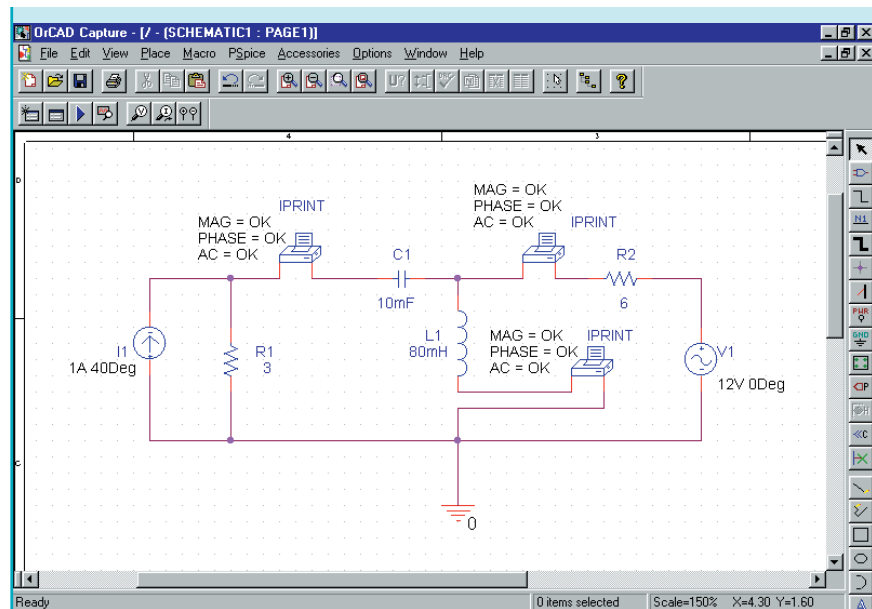 OrCAD Capture - [/ - (SCHEMATIC1 : PAGE1)]
File Edit View Place Macro PSpice Accessories Options Window Help
U?
V I
4 3
D
MAG = OK
PHASE = OK
AC = OK
IPRINT
MAG = OK
PHASE = OK
AC = OK
IPRINT
C1
10mF
R2
6
I1
1A 40Deg
R1
3
L1
80mH
MAG = OK
PHASE = OK
AC = OK
IPRINT
V1
12V 0Deg
C
0
N1
PWR
GND
Ready 0 items selected Scale=150% X=4.30 Y=1.60